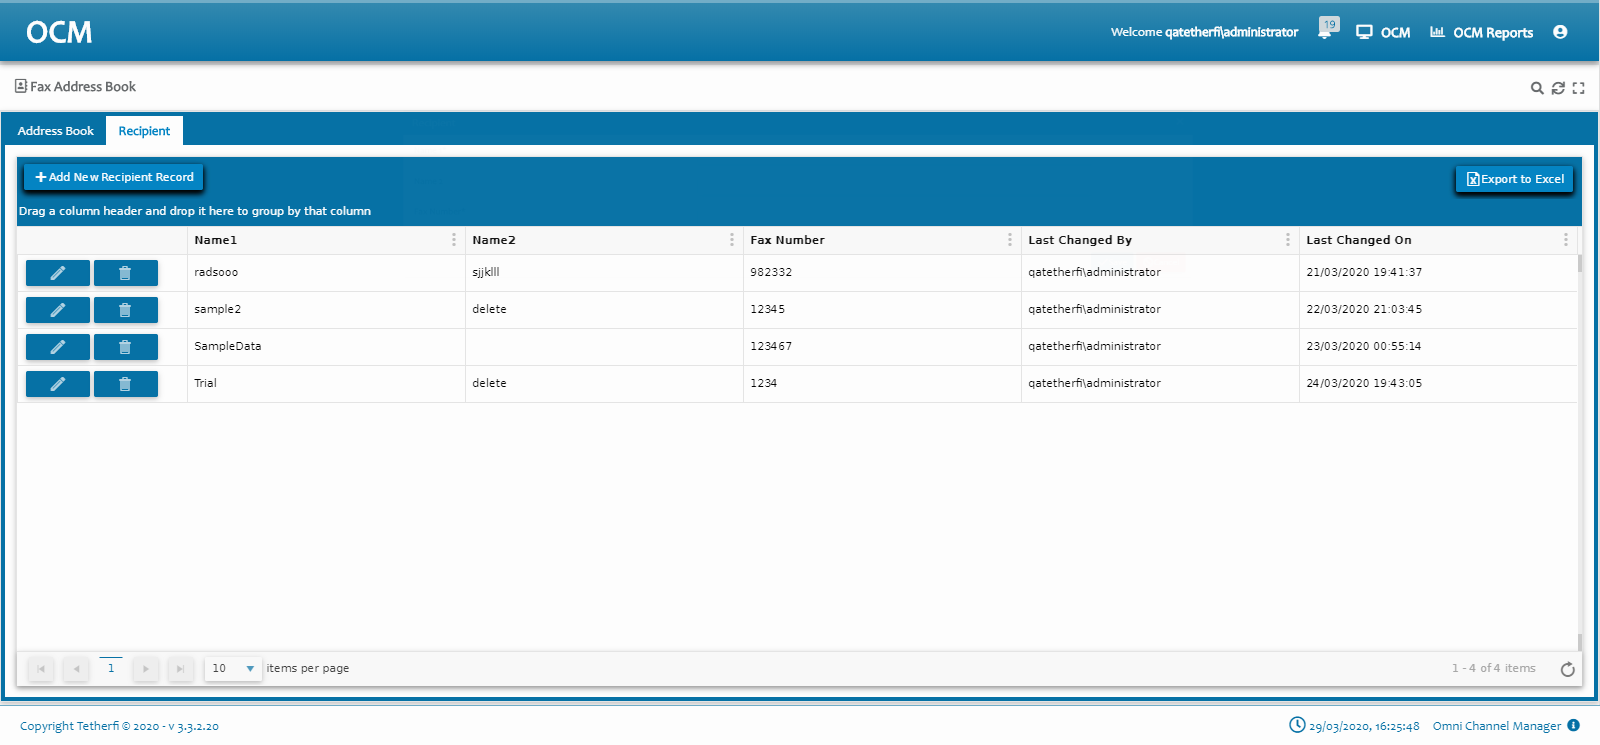 OCM
Welcome qatetherfi\administrator
19
OCM
OCM Reports
Fax Address Book
Address Book
Recipient
Add New Recipient Record
Export to Excel
Drag a column header and drop it here to group by that column
Name1 Name2 Fax Number Last Changed By Last Changed On
radsooo sjjklll 982332 qatetherfi\administrator 21/03/2020 19:41:37
sample2 delete 12345 qatetherfi\administrator 22/03/2020 21:03:45
SampleData 123467 qatetherfi\administrator 23/03/2020 00:55:14
Trial delete 1234 qatetherfi\administrator 24/03/2020 19:43:05
1 10 items per page 1 - 4 of 4 items
Copyright Tetherfi © 2020 - v 3.3.2.20 29/03/2020, 16:25:48 Omni Channel Manager